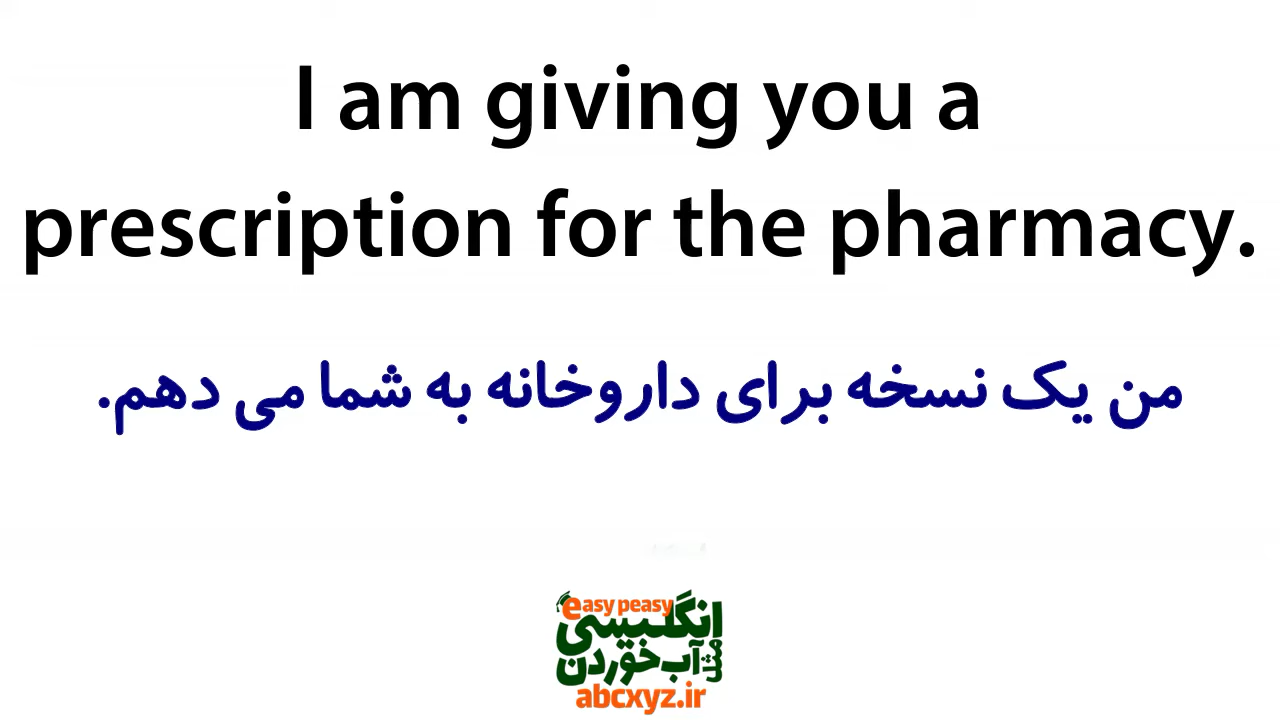 I am giving you a
prescription for the pharmacy.
من یک نسخه برای داروخانه به شما می دهم.
easy peasy
انگلیسی
مثل
آب خوردن
abcxyz.ir